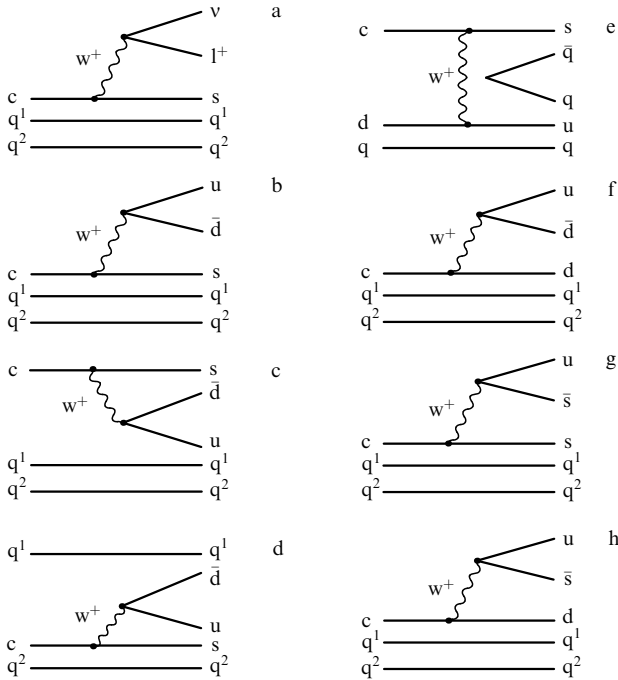 ν a
w⁺ l⁺
c s
q¹ q¹
q² q²
u b
w⁺ d̄
c s
q¹ q¹
q² q²
c s c
w⁺ d̄
u
q¹ q¹
q² q²
q¹ q¹ d
d̄
w⁺ u
c s
q² q²
c s e
q̄
w⁺
q
d u
q q
u f
w⁺ d̄
c d
q¹ q¹
q² q²
u g
w⁺ s̄
c s
q¹ q¹
q² q²
u h
w⁺ s̄
c d
q¹ q¹
q² q²